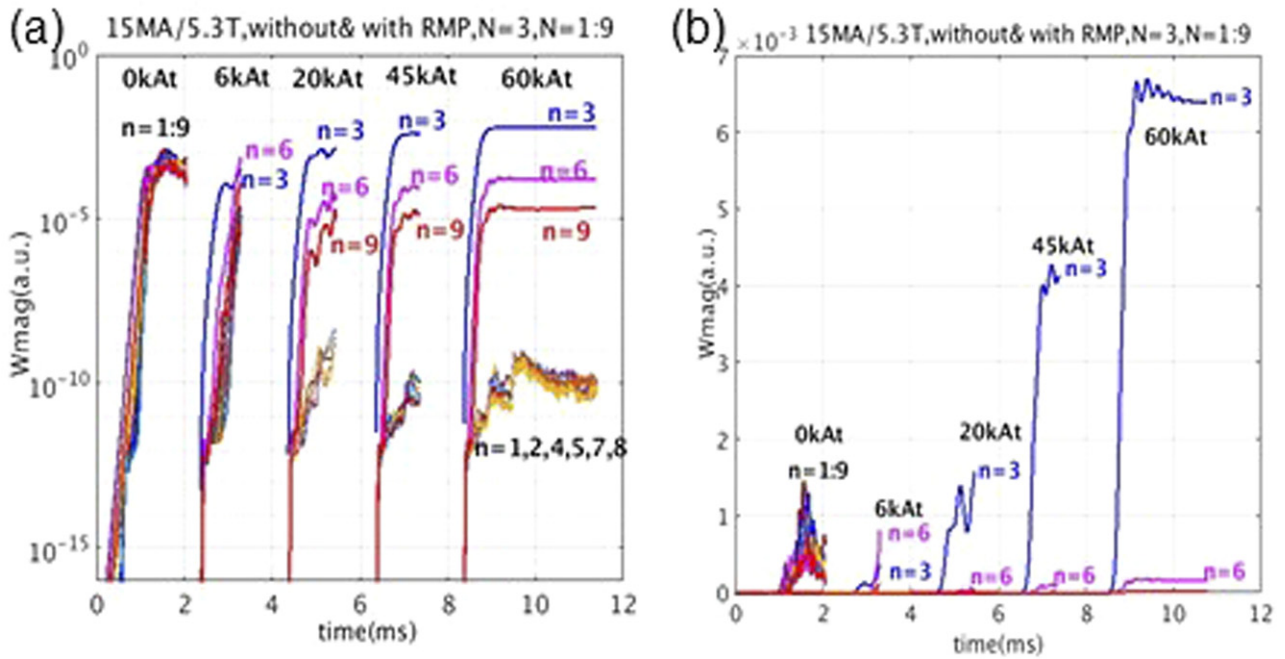 (a) 15MA/5.3T,without& with RMP,N=3,N=1:9
10^0
0kAt 6kAt 20kAt 45kAt 60kAt
n=1:9
n=6
n=3
n=3
n=6
n=9
n=3
n=6
n=9
n=3
n=6
n=9
n=1,2,4,5,7,8
10^-5
10^-10
10^-15
Wmag(a.u.)
0 2 4 6 8 10 12
time(ms)
(b) ×10^-3 15MA/5.3T,without& with RMP,N=3,N=1:9
7
6
5
4
3
2
1
0
Wmag(a.u.)
n=3
60kAt
45kAt
n=3
20kAt
n=3
0kAt
n=1:9
6kAt
n=6
n=3
n=6
n=6
n=6
0 2 4 6 8 10 12
time(ms)